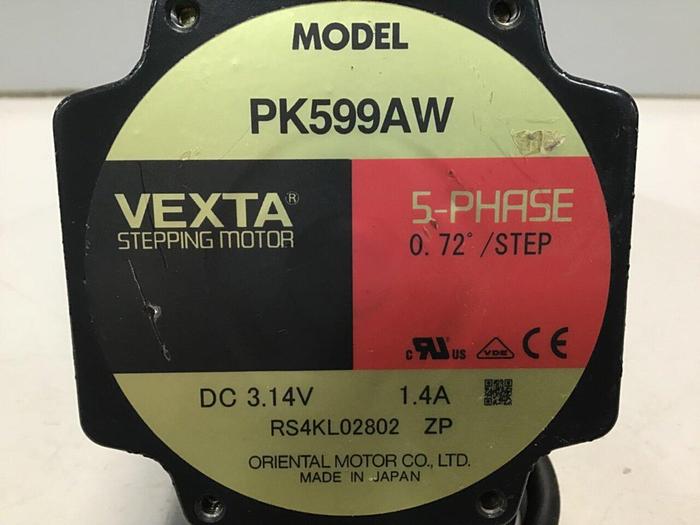 MODEL
PK599AW
VEXTA®
STEPPING MOTOR
5-PHASE
0.72°/STEP
c RU US VDE CE
DC 3.14V 1.4A
RS4KL02802 ZP
ORIENTAL MOTOR CO., LTD.
MADE IN JAPAN